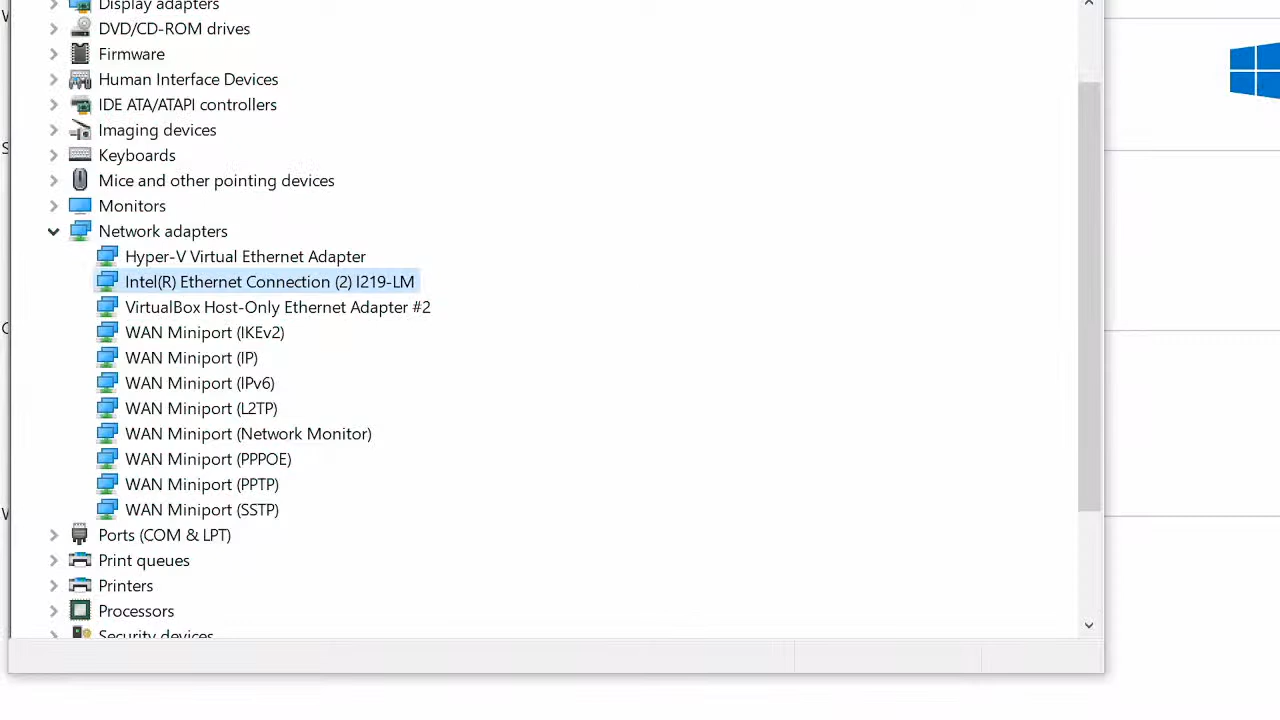 Display adapters
DVD/CD-ROM drives
Firmware
Human Interface Devices
IDE ATA/ATAPI controllers
Imaging devices
Keyboards
Mice and other pointing devices
Monitors
Network adapters
Hyper-V Virtual Ethernet Adapter
Intel(R) Ethernet Connection (2) I219-LM
VirtualBox Host-Only Ethernet Adapter #2
WAN Miniport (IKEv2)
WAN Miniport (IP)
WAN Miniport (IPv6)
WAN Miniport (L2TP)
WAN Miniport (Network Monitor)
WAN Miniport (PPPOE)
WAN Miniport (PPTP)
WAN Miniport (SSTP)
Ports (COM & LPT)
Print queues
Printers
Processors
Security devices